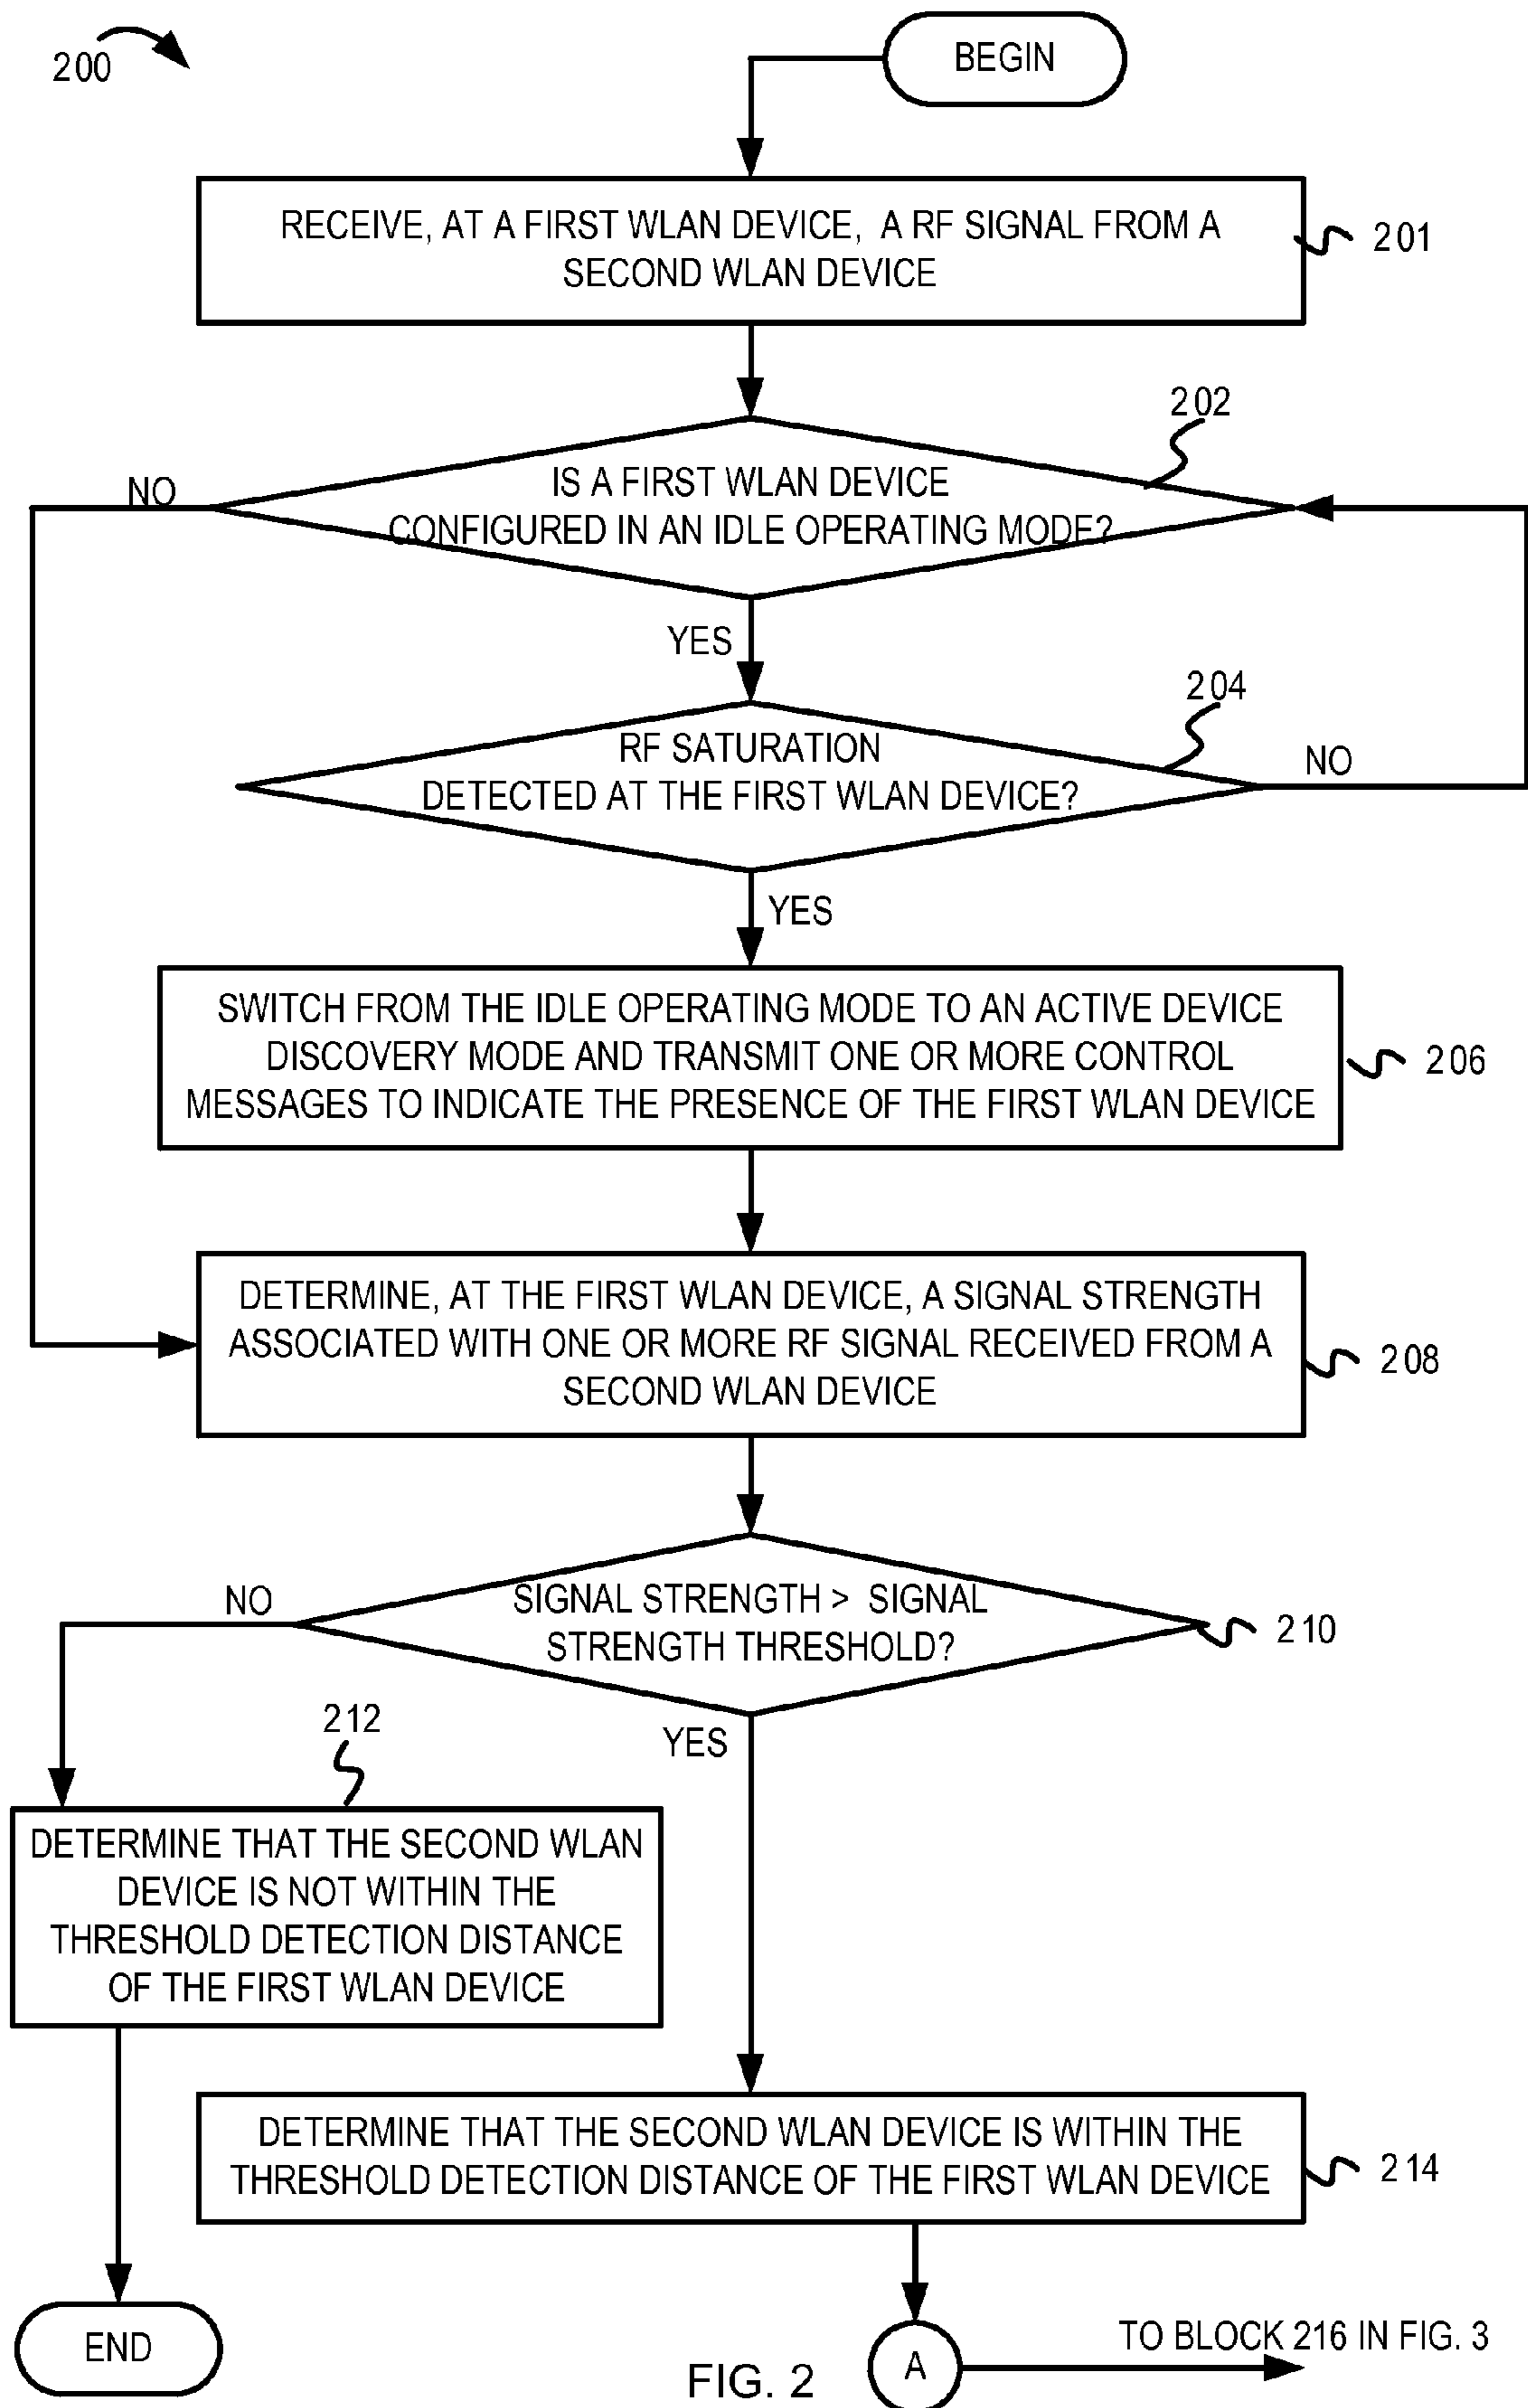 200
BEGIN
RECEIVE, AT A FIRST WLAN DEVICE, A RF SIGNAL FROM A
SECOND WLAN DEVICE
201
202
IS A FIRST WLAN DEVICE
CONFIGURED IN AN IDLE OPERATING MODE?
NO
YES
204
RF SATURATION
DETECTED AT THE FIRST WLAN DEVICE?
NO
YES
SWITCH FROM THE IDLE OPERATING MODE TO AN ACTIVE DEVICE
DISCOVERY MODE AND TRANSMIT ONE OR MORE CONTROL
MESSAGES TO INDICATE THE PRESENCE OF THE FIRST WLAN DEVICE
206
DETERMINE, AT THE FIRST WLAN DEVICE, A SIGNAL STRENGTH
ASSOCIATED WITH ONE OR MORE RF SIGNAL RECEIVED FROM A
SECOND WLAN DEVICE
208
NO
SIGNAL STRENGTH > SIGNAL
STRENGTH THRESHOLD?
210
212
YES
DETERMINE THAT THE SECOND WLAN
DEVICE IS NOT WITHIN THE
THRESHOLD DETECTION DISTANCE
OF THE FIRST WLAN DEVICE
DETERMINE THAT THE SECOND WLAN DEVICE IS WITHIN THE
THRESHOLD DETECTION DISTANCE OF THE FIRST WLAN DEVICE
214
END
A
TO BLOCK 216 IN FIG. 3
FIG. 2